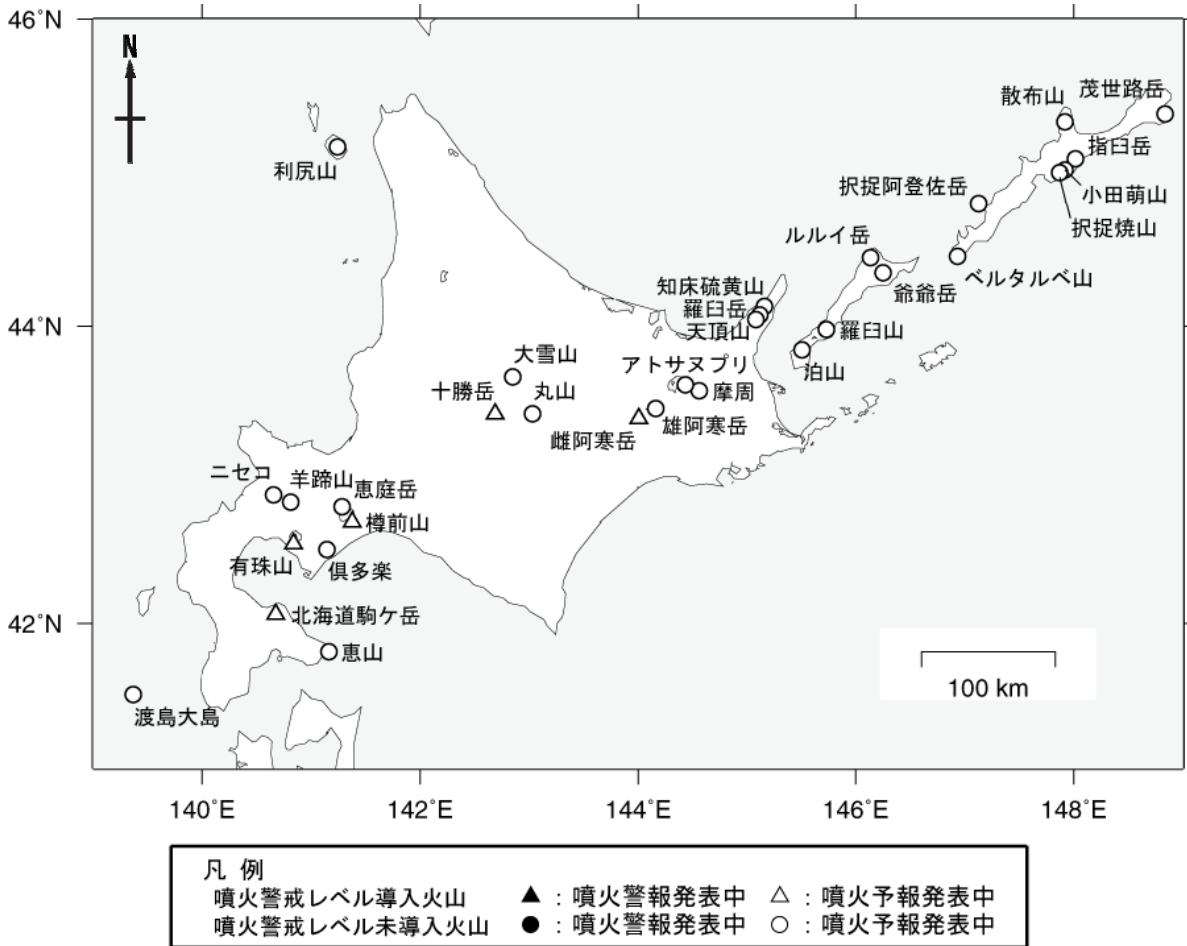 46°N
N
散布山
茂世路岳
利尻山
指臼岳
択捉阿登佐岳
小田萌山
択捉焼山
ルルイ岳
ベルタルベ山
知床硫黄山
爺爺岳
羅臼岳
44°N
天頂山
羅臼山
大雪山
アトサヌプリ
泊山
十勝岳
丸山
摩周
雄阿寒岳
雌阿寒岳
ニセコ
羊蹄山
恵庭岳
樽前山
有珠山
倶多楽
42°N
北海道駒ケ岳
恵山
100 km
渡島大島
140°E
142°E
144°E
146°E
148°E
凡 例
噴火警戒レベル導入火山 ▲ : 噴火警報発表中 △ : 噴火予報発表中
噴火警戒レベル未導入火山 ● : 噴火警報発表中 ○ : 噴火予報発表中